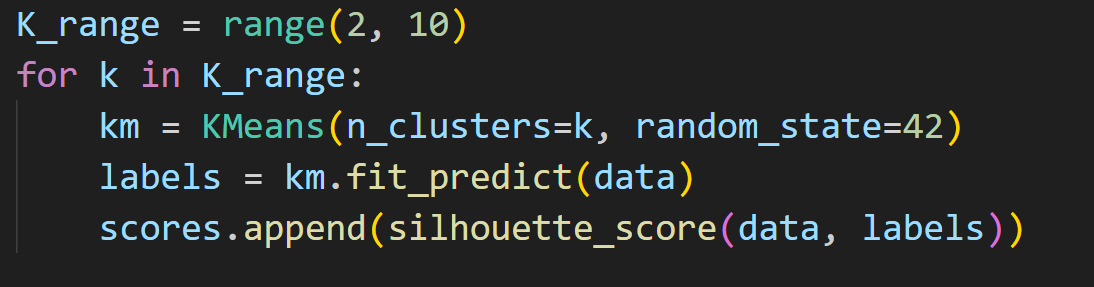 K_range = range(2, 10)
for k in K_range:
    km = KMeans(n_clusters=k, random_state=42)
    labels = km.fit_predict(data)
    scores.append(silhouette_score(data, labels))